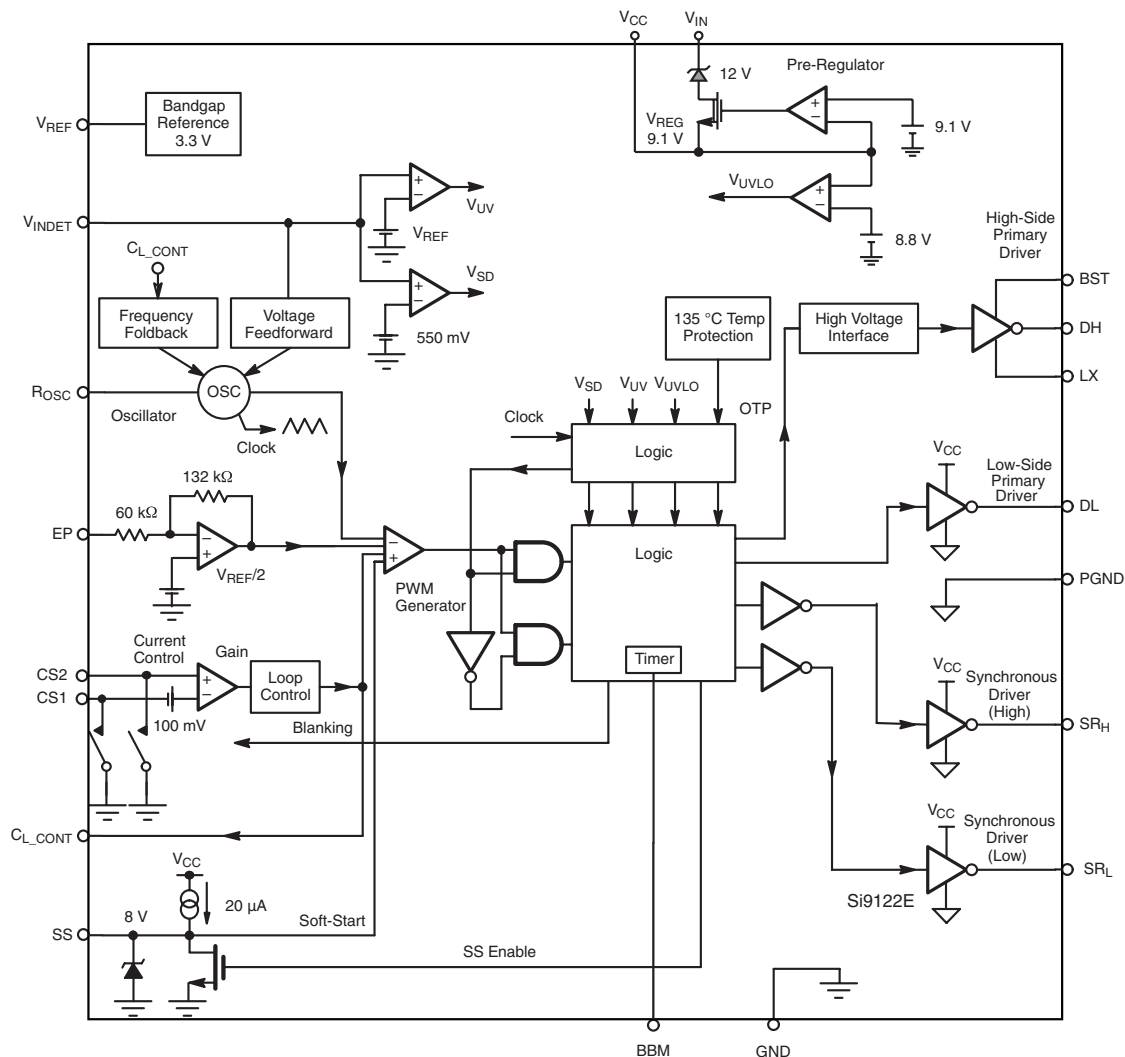 VCC
VIN
12 V
Pre-Regulator
VREG
9.1 V
+
−
9.1 V
VREF
Bandgap
Reference
3.3 V
VUVLO
+
−
8.8 V
VINDET
+
−
VUV
VREF
CL_CONT
+
−
VSD
550 mV
Frequency
Foldback
Voltage
Feedforward
High-Side
Primary
Driver
BST
DH
LX
135 °C Temp
Protection
High Voltage
Interface
ROSC
OSC
Oscillator
Clock
VSD
VUV
VUVLO
OTP
Clock
Logic
132 kΩ
60 kΩ
EP
−
+
VREF/2
−
+
PWM
Generator
Logic
Timer
VCC
Low-Side
Primary
Driver
DL
PGND
Current
Control
Gain
CS2
CS1
+
−
100 mV
Loop
Control
Blanking
VCC
Synchronous
Driver
(High)
SRH
CL_CONT
VCC
Synchronous
Driver
(Low)
SRL
Si9122E
VCC
20 µA
8 V
SS
Soft-Start
SS Enable
BBM
GND